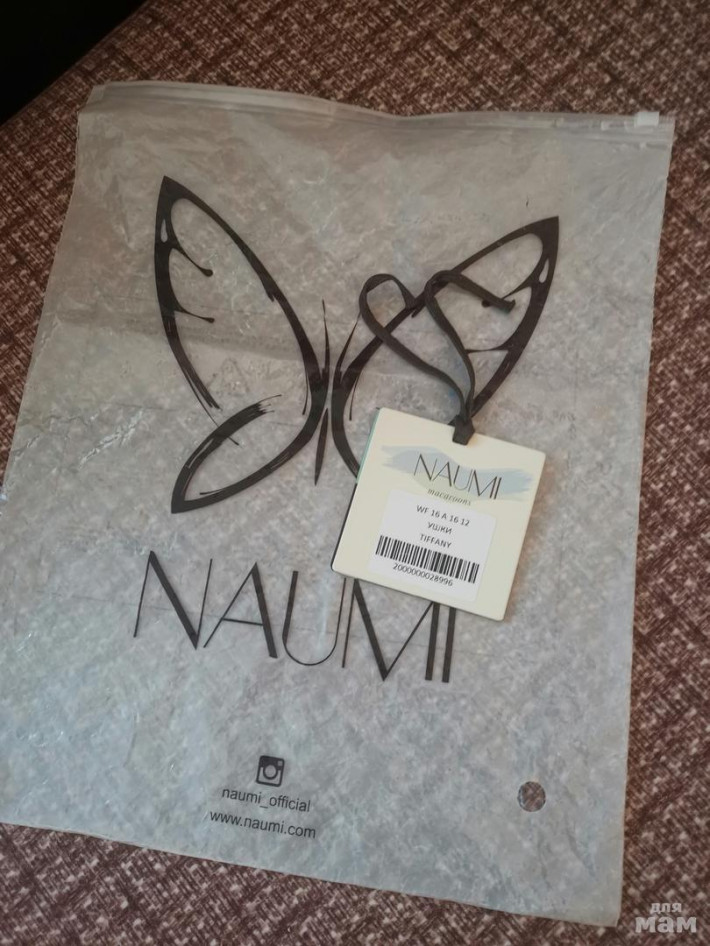 NAUMI
macaroons
WF 16 A 16 12
УШКИ
TIFFANY
2000000028996
NAUMI
naumi_official
www.naumi.com
для
мам